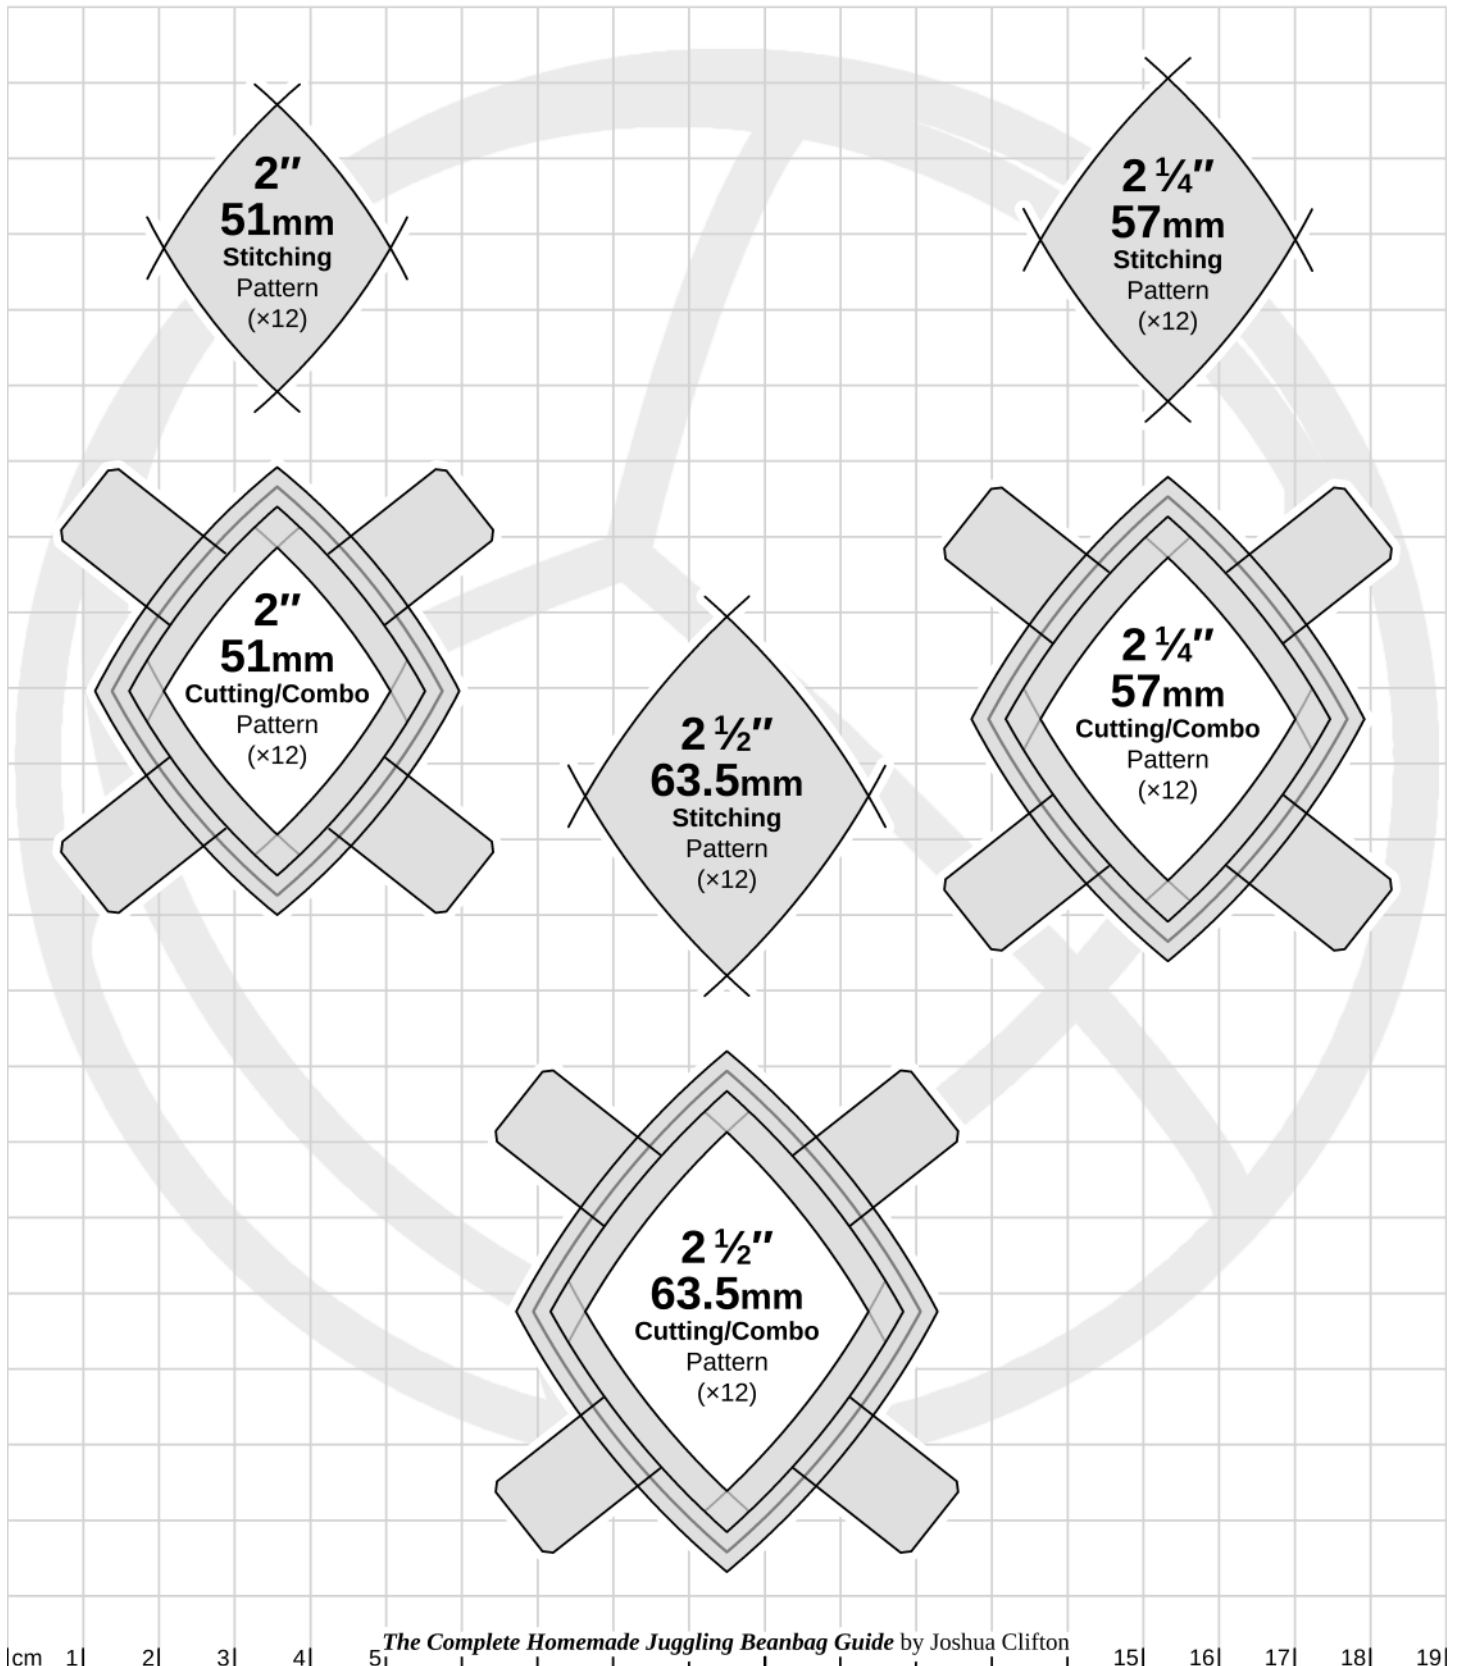 2″
51mm
Stitching
Pattern
(×12)
2 ¼″
57mm
Stitching
Pattern
(×12)
2″
51mm
Cutting/Combo
Pattern
(×12)
2 ½″
63.5mm
Stitching
Pattern
(×12)
2 ¼″
57mm
Cutting/Combo
Pattern
(×12)
2 ½″
63.5mm
Cutting/Combo
Pattern
(×12)
The Complete Homemade Juggling Beanbag Guide by Joshua Clifton
cm 1 2 3 4 5 15 16 17 18 19